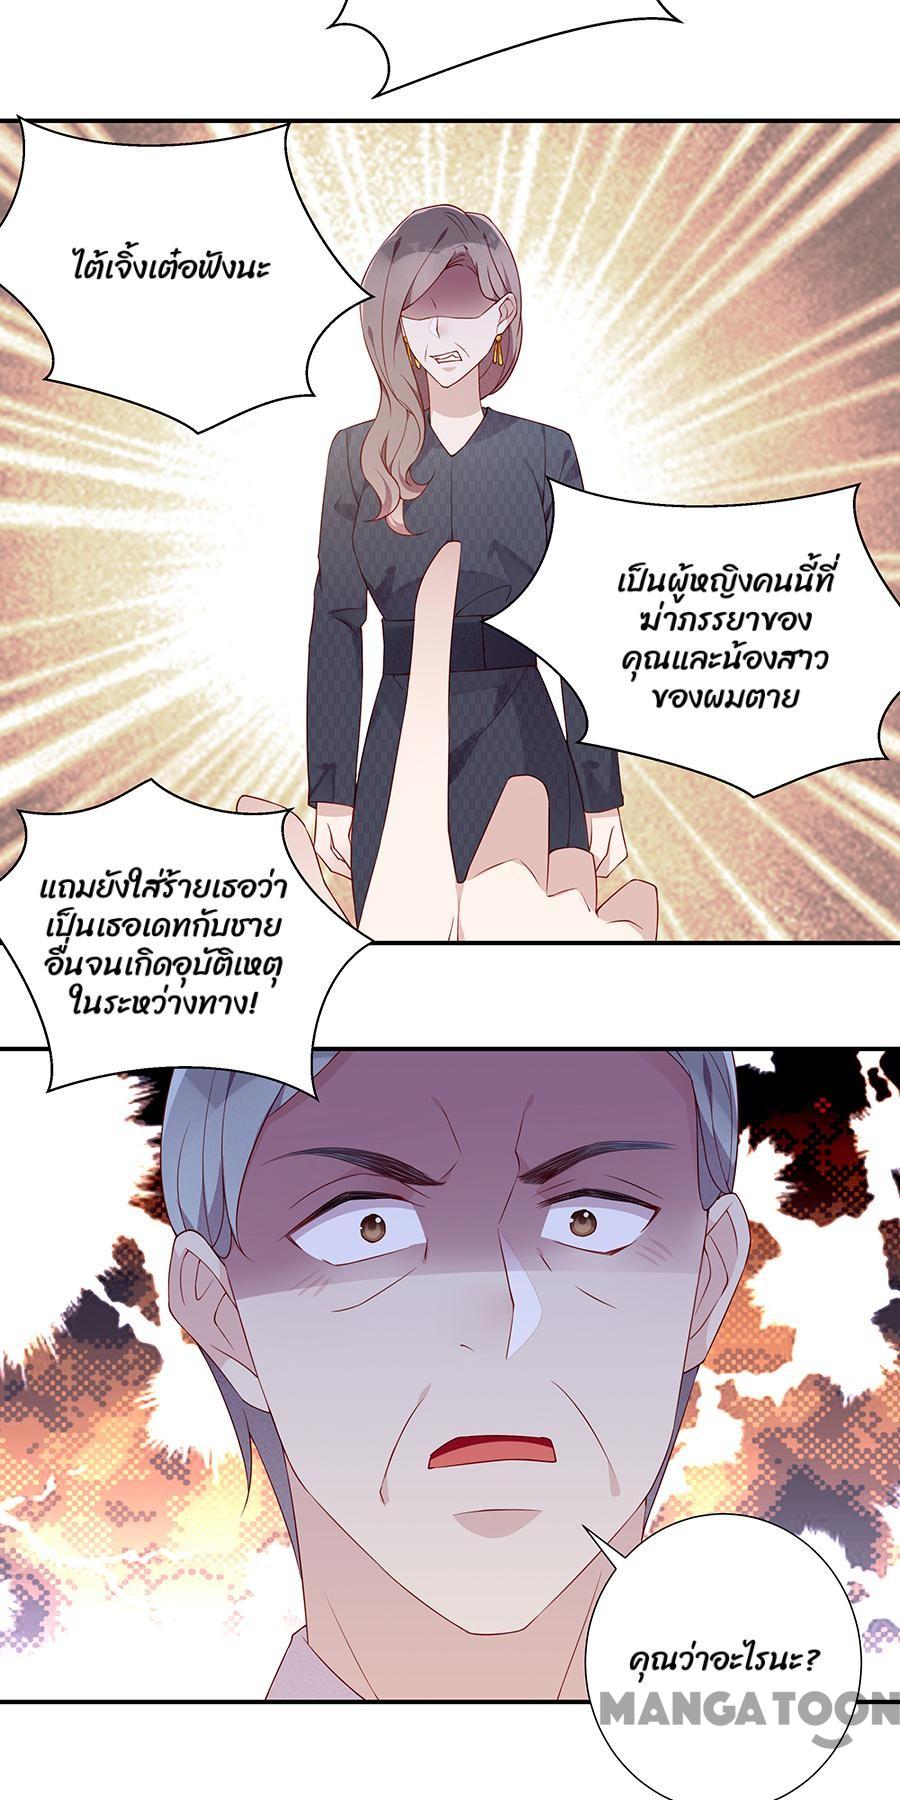 ไต้เจิ้งเต๋อฟังนะ
เป็นผู้หญิงคนนี้ที่
ฆ่าภรรยาของ
คุณและน้องสาว
ของผมตาย
แถมยังใส่ร้ายเธอว่า
เป็นเธอเดทกับชาย
อื่นจนเกิดอุบัติเหตุ
ในระหว่างทาง!
คุณว่าอะไรนะ?
MANGATOON